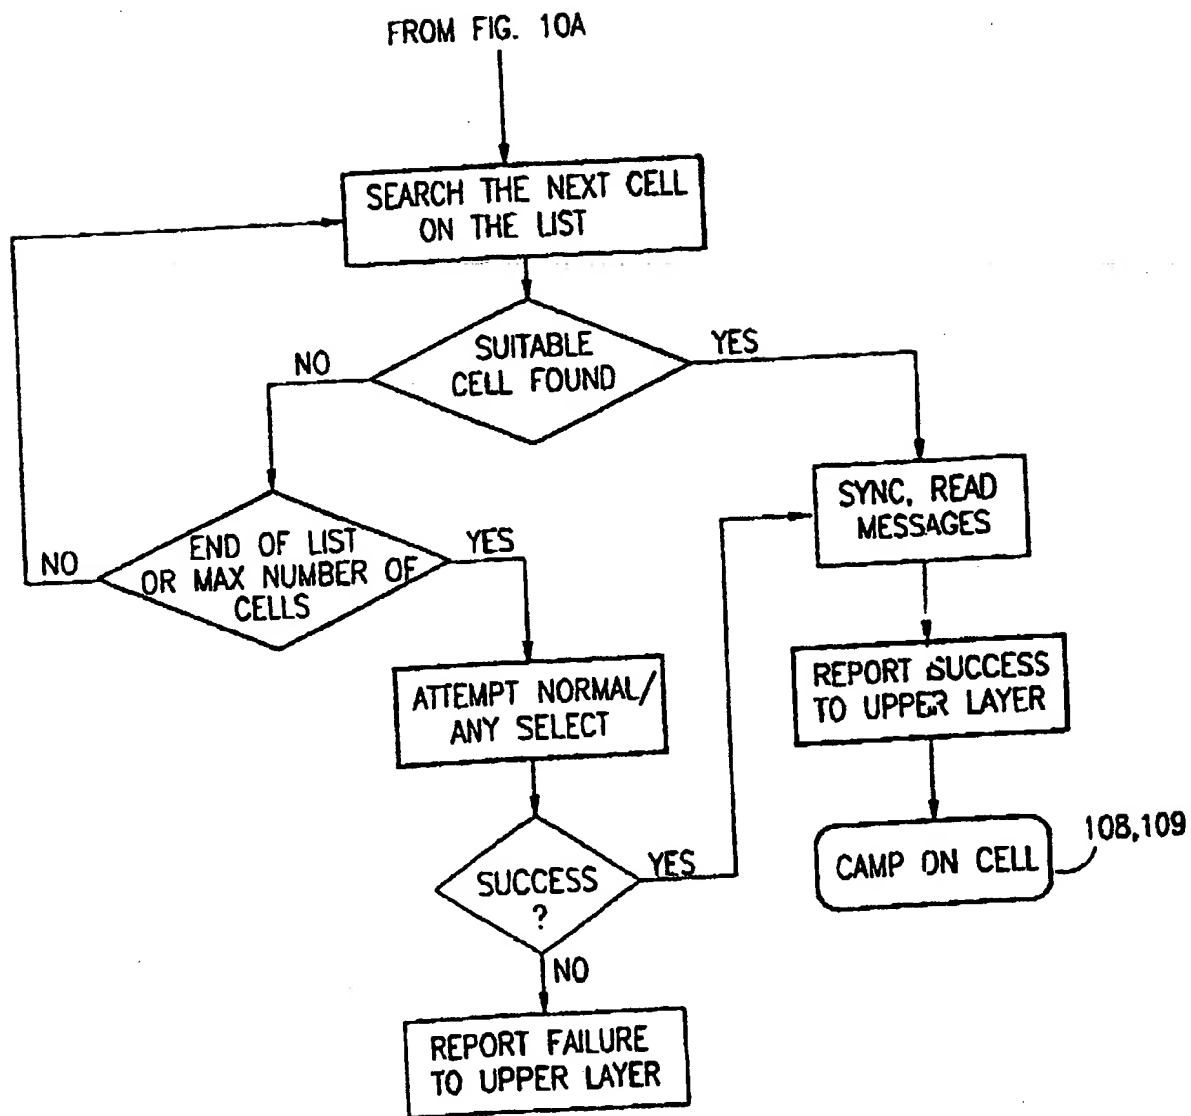 FROM FIG. 10A
SEARCH THE NEXT CELL
ON THE LIST
SUITABLE
CELL FOUND
NO
YES
END OF LIST
OR MAX NUMBER OF
CELLS
NO
YES
SYNC, READ
MESSAGES
ATTEMPT NORMAL/
ANY SELECT
REPORT SUCCESS
TO UPPER LAYER
SUCCESS
?
YES
NO
CAMP ON CELL
108,109
REPORT FAILURE
TO UPPER LAYER